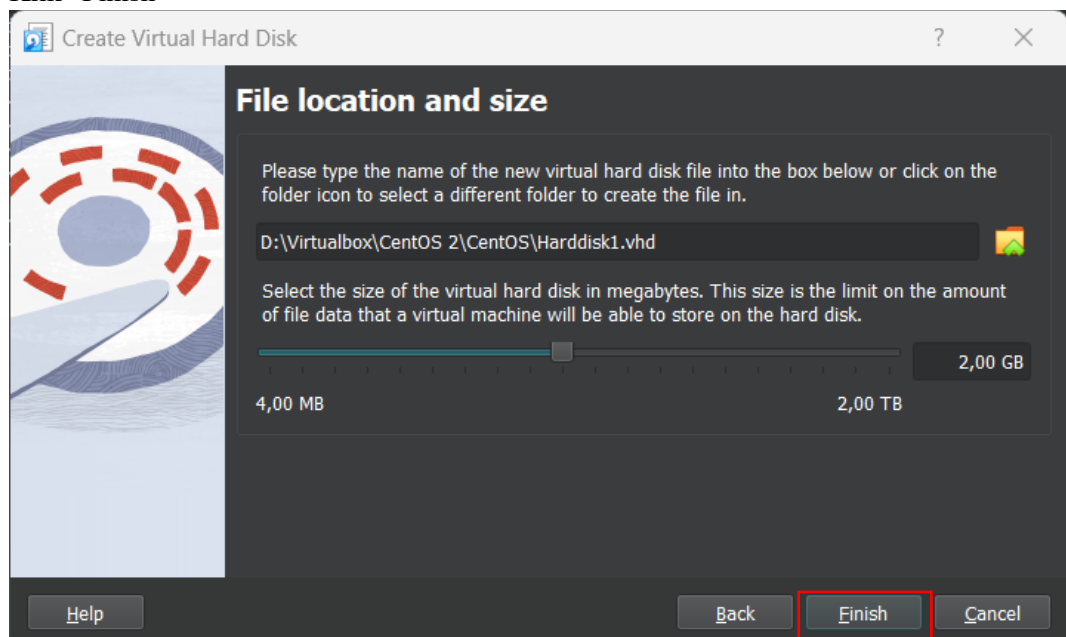 Create Virtual Hard Disk
?
File location and size
Please type the name of the new virtual hard disk file into the box below or click on the
folder icon to select a different folder to create the file in.
D:\Virtualbox\CentOS 2\CentOS\Harddisk1.vhd
Select the size of the virtual hard disk in megabytes. This size is the limit on the amount
of file data that a virtual machine will be able to store on the hard disk.
2,00 GB
4,00 MB
2,00 TB
Help
Back
Finish
Cancel